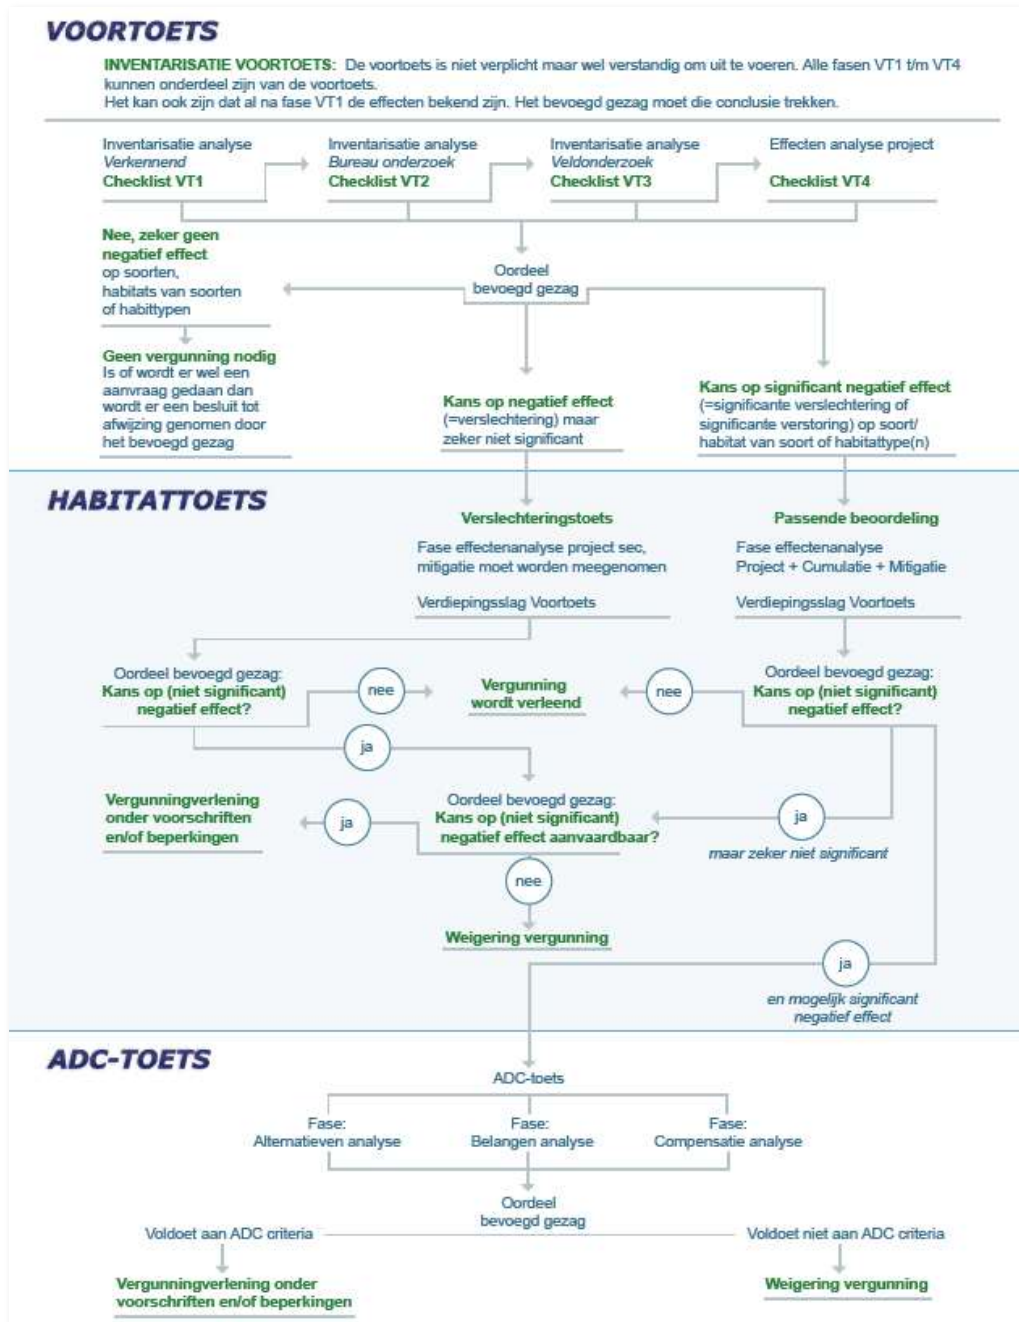 VOORTOETS
INVENTARISATIE VOORTOETS: De voortoets is niet verplicht maar wel verstandig om uit te voeren. Alle fasen VT1 t/m VT4
kunnen onderdeel zijn van de voortoets.
Het kan ook zijn dat al na fase VT1 de effecten bekend zijn. Het bevoegd gezag moet die conclusie trekken.
Inventarisatie analyse
Verkennend
Checklist VT1
Inventarisatie analyse
Bureau onderzoek
Checklist VT2
Inventarisatie analyse
Veldonderzoek
Checklist VT3
Effecten analyse project
Checklist VT4
Nee, zeker geen
negatief effect
op soorten,
habitats van soorten
of habittypen
Oordeel
bevoegd gezag
Geen vergunning nodig
Is of wordt er wel een
aanvraag gedaan dan
wordt er een besluit tot
afwijzing genomen door
het bevoegd gezag
Kans op negatief effect
(=verslechtering) maar
zeker niet significant
Kans op significant negatief effect
(=significante verslechtering of
significante verstoring) op soort/
habitat van soort of habitattype(n)
HABITATTOETS
Verslechteringstoets
Fase effectenanalyse project sec,
mitigatie moet worden meegenomen
Verdiepingsslag Voortoets
Passende beoordeling
Fase effectenanalyse
Project + Cumulatie + Mitigatie
Verdiepingsslag Voortoets
Oordeel bevoegd gezag:
Kans op (niet significant)
negatief effect?
nee
Vergunning
wordt verleend
nee
Oordeel bevoegd gezag:
Kans op (niet significant)
negatief effect?
ja
Vergunningverlening
onder voorschriften
en/of beperkingen
ja
Oordeel bevoegd gezag:
Kans op (niet significant)
negatief effect aanvaardbaar?
ja
maar zeker niet significant
nee
Weigering vergunning
ja
en mogelijk significant
negatief effect
ADC-TOETS
ADC-toets
Fase:
Alternatieven analyse
Fase:
Belangen analyse
Fase:
Compensatie analyse
Oordeel
bevoegd gezag
Voldoet aan ADC criteria
Voldoet niet aan ADC criteria
Vergunningverlening onder
voorschriften en/of beperkingen
Weigering vergunning